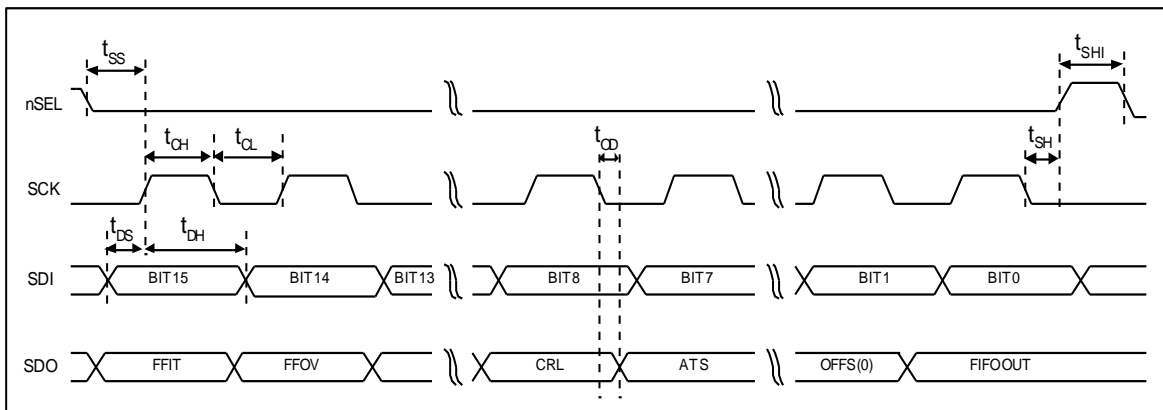 tSS
tSHI
nSEL
tCH
tCL
tOD
tSH
SCK
tDS
tDH
SDI
BIT15
BIT14
BIT13
BIT8
BIT7
BIT1
BIT0
SDO
FFIT
FFOV
CRL
ATS
OFFS(0)
FIFOOUT